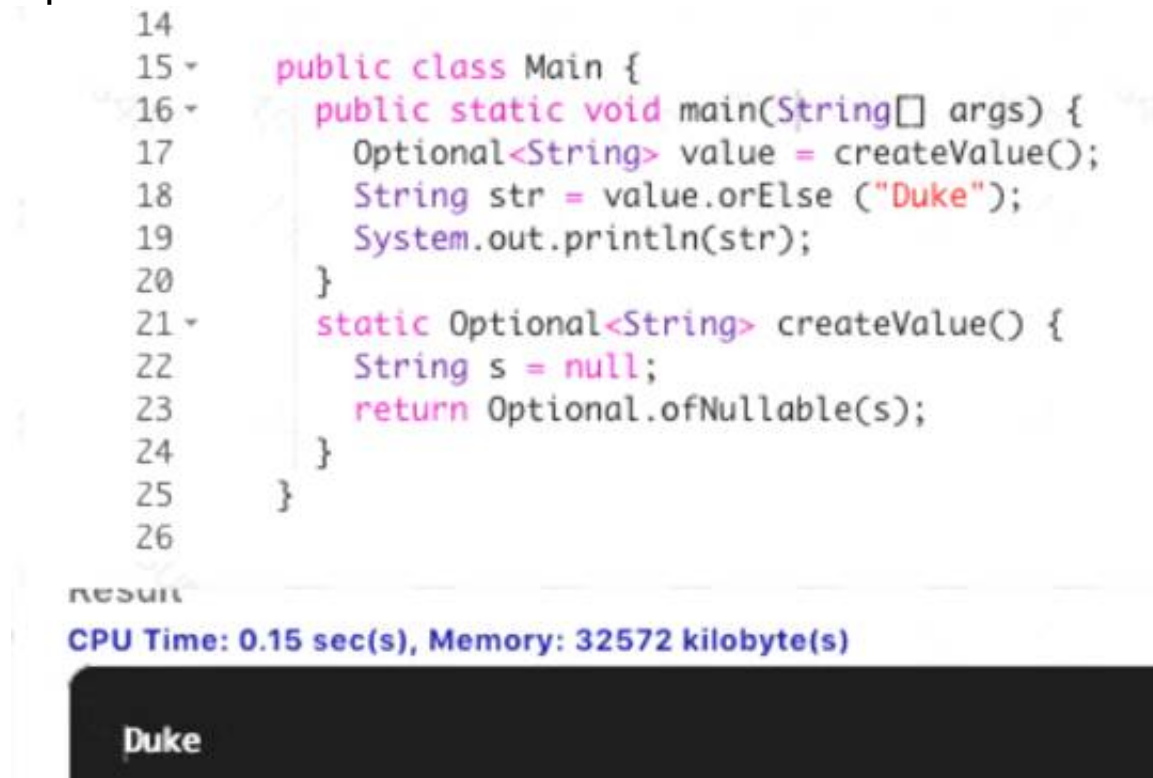 14
15 public class Main {
16 public static void main(String[] args) {
17 Optional<String> value = createValue();
18 String str = value.orElse ("Duke");
19 System.out.println(str);
20 }
21 static Optional<String> createValue() {
22 String s = null;
23 return Optional.ofNullable(s);
24 }
25 }
26
Result
CPU Time: 0.15 sec(s), Memory: 32572 kilobyte(s)
Duke